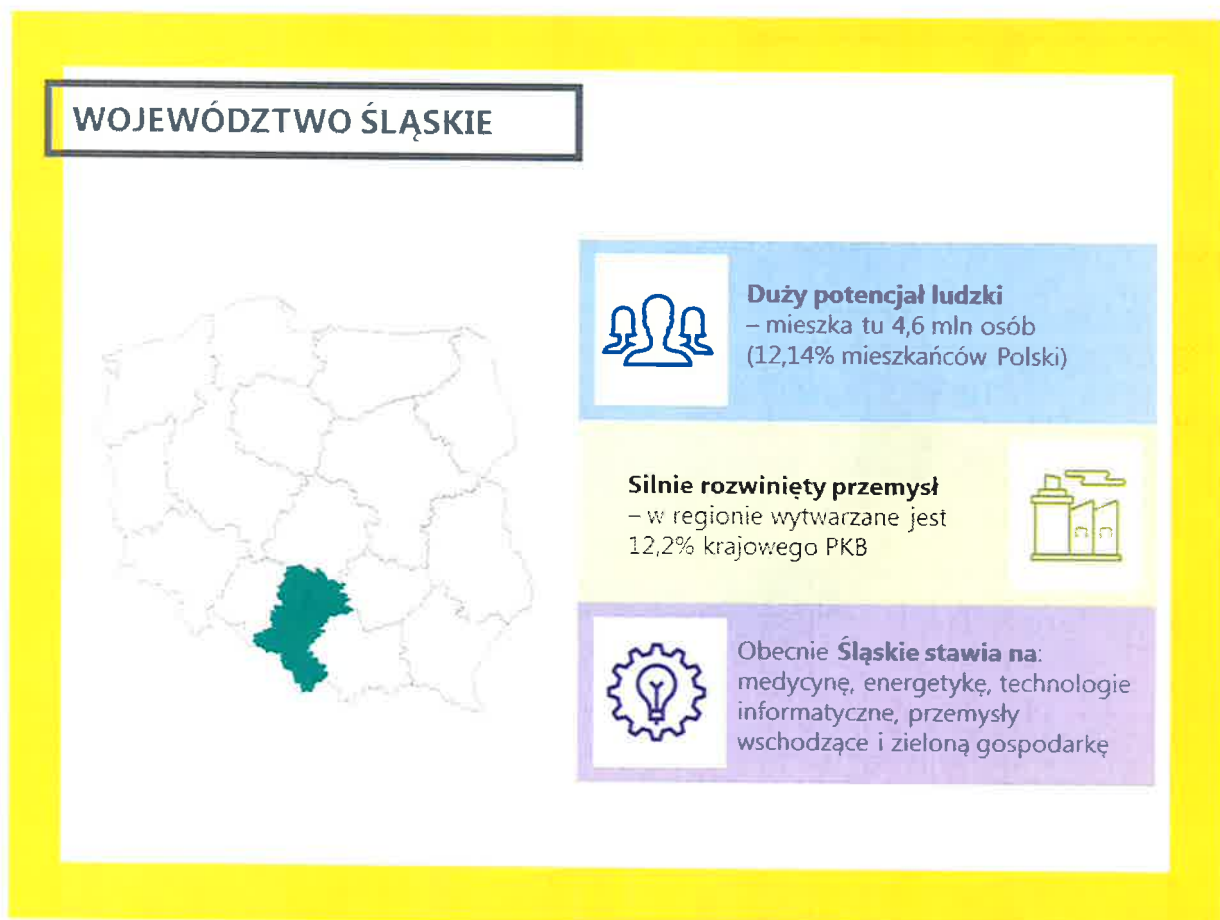 WOJEWÓDZTWO ŚLĄSKIE
Duży potencjał ludzki
– mieszka tu 4,6 mln osób
(12,14% mieszkańców Polski)
Silnie rozwinięty przemysł
– w regionie wytwarzane jest
12,2% krajowego PKB
Obecnie Śląskie stawia na:
medycynę, energetykę, technologie
informatyczne, przemysły
wschodzące i zieloną gospodarkę